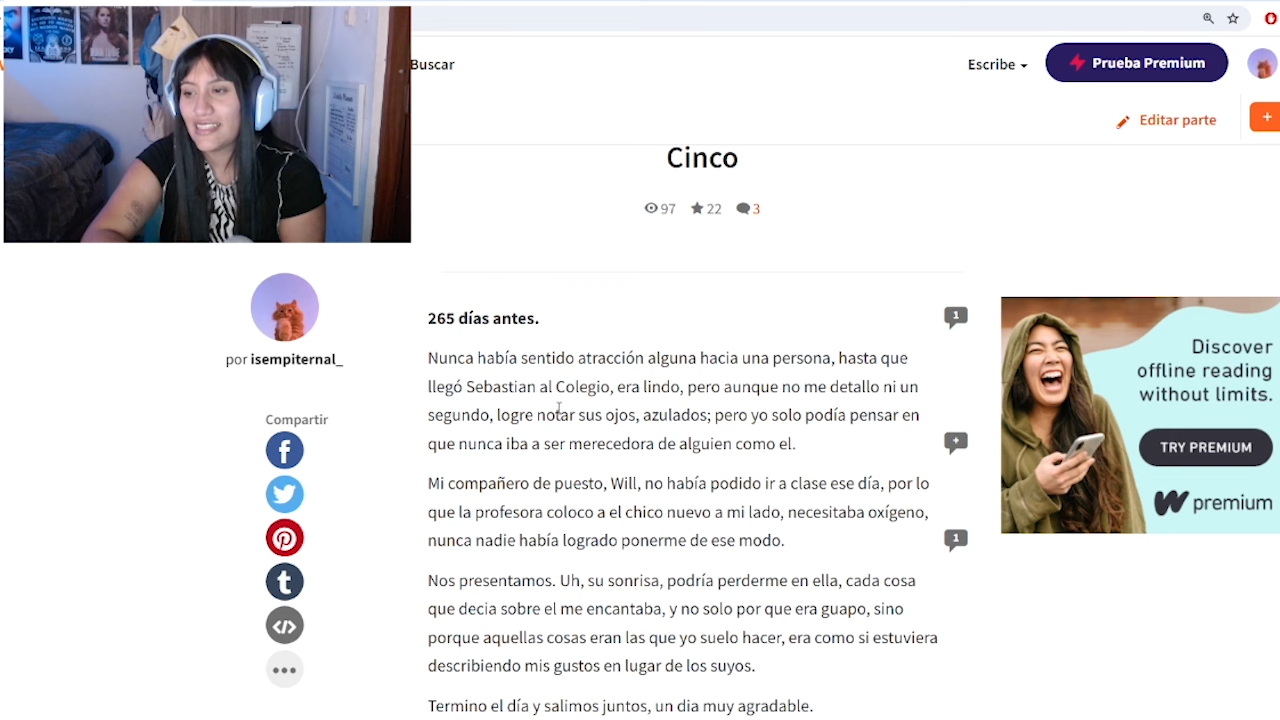 Buscar
Escribe
Prueba Premium
Editar parte
+
Cinco
97 22 3
por isempiternal_
Compartir
265 días antes.
1
Nunca había sentido atracción alguna hacia una persona, hasta que
llegó Sebastian al Colegio, era lindo, pero aunque no me detallo ni un
segundo, logre notar sus ojos, azulados; pero yo solo podía pensar en
que nunca iba a ser merecedora de alguien como el.
+
Mi compañero de puesto, Will, no había podido ir a clase ese día, por lo
que la profesora coloco a el chico nuevo a mi lado, necesitaba oxígeno,
nunca nadie había logrado ponerme de ese modo.
1
Nos presentamos. Uh, su sonrisa, podría perderme en ella, cada cosa
que decia sobre el me encantaba, y no solo por que era guapo, sino
porque aquellas cosas eran las que yo suelo hacer, era como si estuviera
describiendo mis gustos en lugar de los suyos.
Termino el día y salimos juntos, un dia muy agradable.
Discover
offline reading
without limits.
TRY PREMIUM
premium